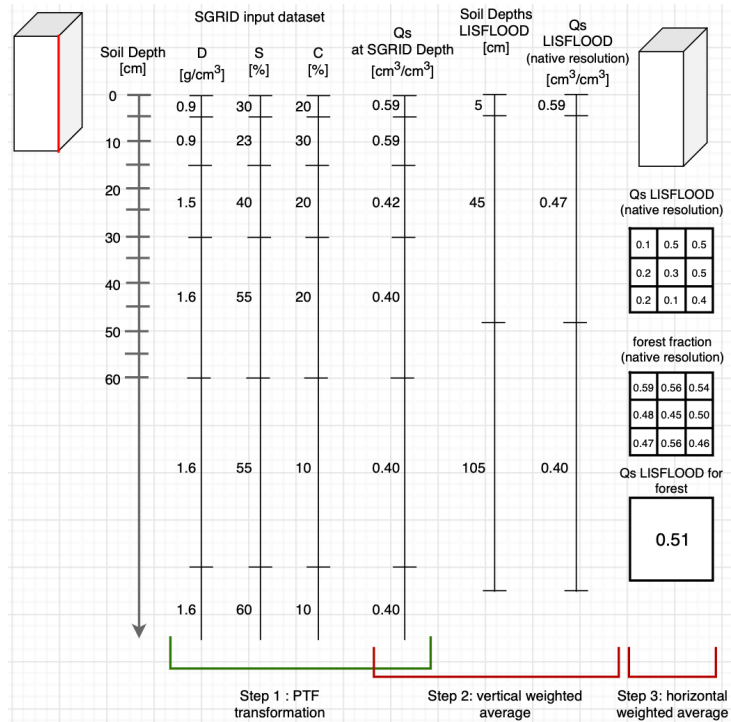 SGRID input dataset
Soil Depth
[cm]
D
[g/cm³]
S
[%]
C
[%]
Qs
at SGRID Depth
[cm³/cm³]
Soil Depths
LISFLOOD
[cm]
Qs
LISFLOOD
(native resolution)
[cm³/cm³]
0
0.9 30 20 0.59 5 0.59
10 0.9 23 30 0.59
20 1.5 40 20 0.42 45 0.47
30
40 1.6 55 20 0.40
50
60
1.6 55 10 0.40 105 0.40
1.6 60 10 0.40
Qs LISFLOOD
(native resolution)
0.1 0.5 0.5
0.2 0.3 0.5
0.2 0.1 0.4
forest fraction
(native resolution)
0.59 0.56 0.54
0.48 0.45 0.50
0.47 0.56 0.46
Qs LISFLOOD for
forest
0.51
Step 1 : PTF
transformation
Step 2: vertical weighted
average
Step 3: horizontal
weighted average